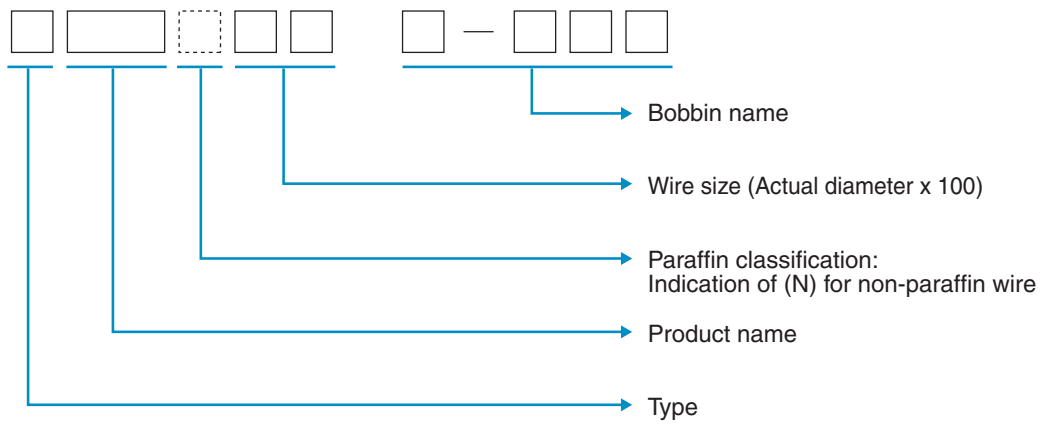 —
Bobbin name
Wire size (Actual diameter x 100)
Paraffin classification:
Indication of (N) for non-paraffin wire
Product name
Type